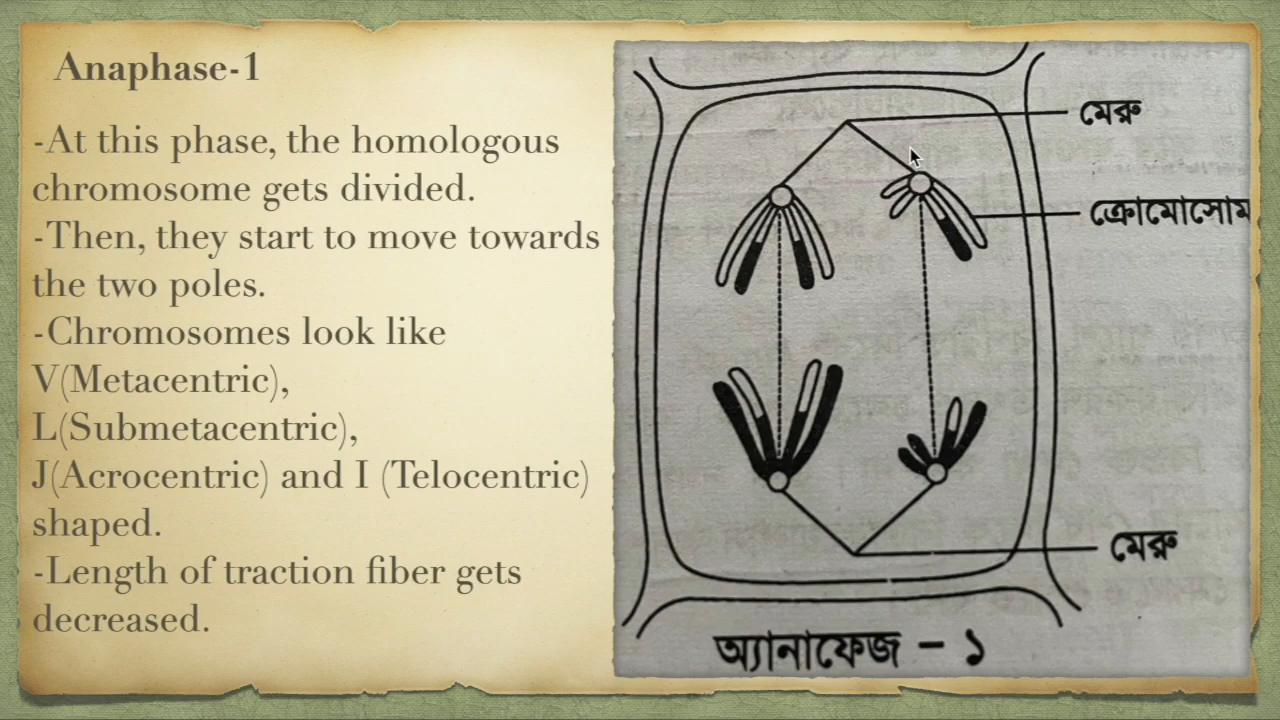 Anaphase-1
-At this phase, the homologous
chromosome gets divided.
-Then, they start to move towards
the two poles.
-Chromosomes look like
V(Metacentric),
L(Submetacentric),
J(Acrocentric) and I (Telocentric)
shaped.
-Length of traction fiber gets
decreased.
মেরু
ক্রোমোসোম
মেরু
অ্যানাফেজ – ১